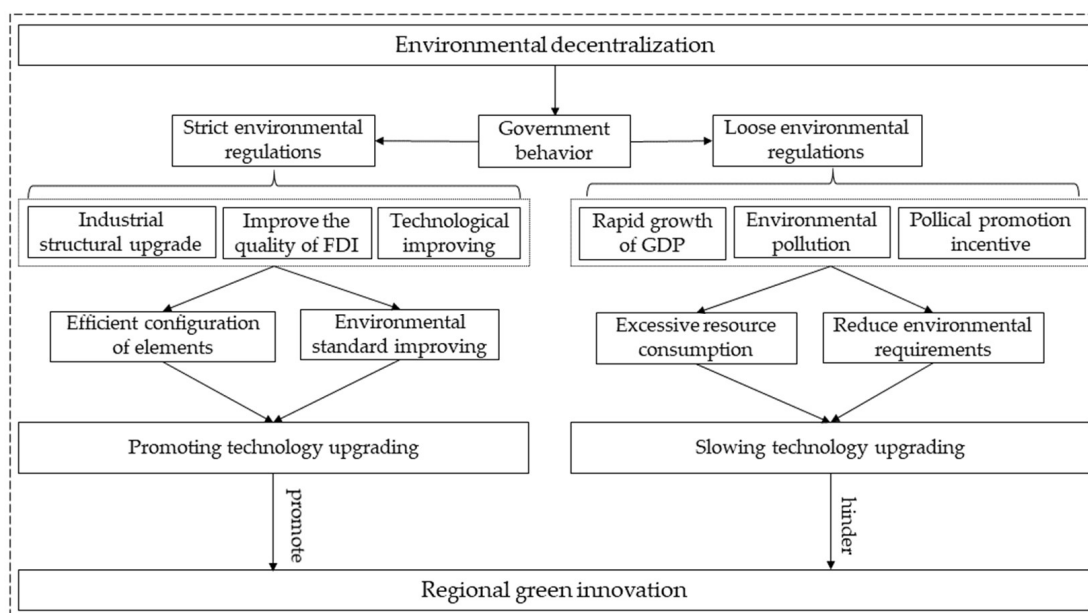 Environmental decentralization
Strict environmental
regulations
Government
behavior
Loose environmental
regulations
Industrial
structural upgrade
Improve the
quality of FDI
Technological
improving
Rapid growth
of GDP
Environmental
pollution
Pollical promotion
incentive
Efficient configuration
of elements
Environmental
standard improving
Excessive resource
consumption
Reduce environmental
requirements
Promoting technology upgrading
Slowing technology upgrading
promote
hinder
Regional green innovation